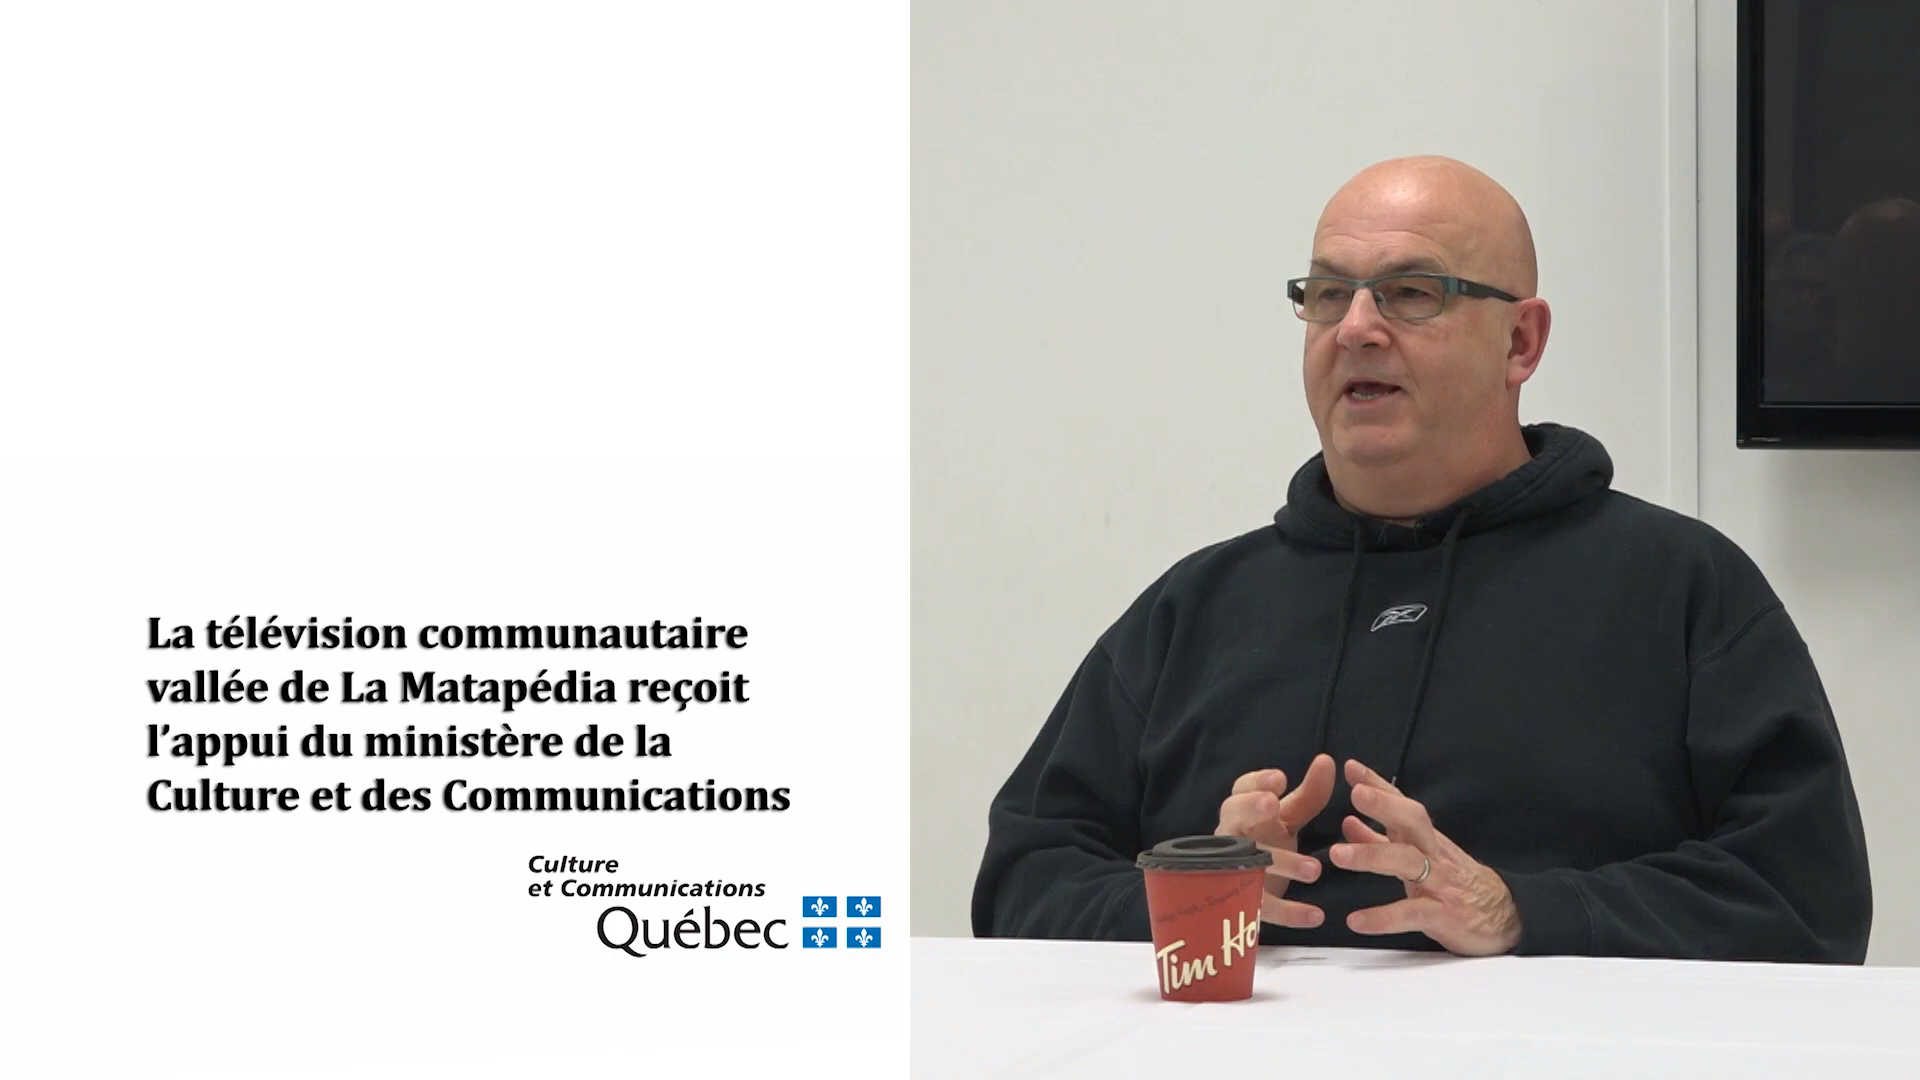 La télévision communautaire
vallée de La Matapédia reçoit
l’appui du ministère de la
Culture et des Communications
Culture
et Communications
Québec
Tim Ho